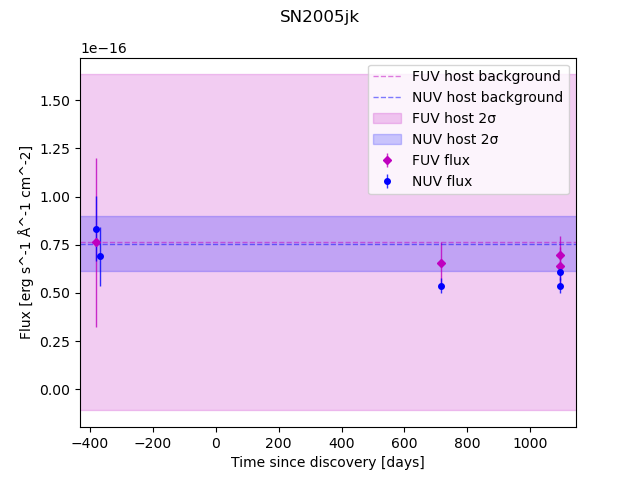 SN2005jk
1e−16
FUV host background
NUV host background
FUV host 2σ
NUV host 2σ
FUV flux
NUV flux
1.50
1.25
1.00
0.75
0.50
0.25
0.00
Flux [erg s^-1 Å^-1 cm^-2]
−400
−200
0
200
400
600
800
1000
Time since discovery [days]